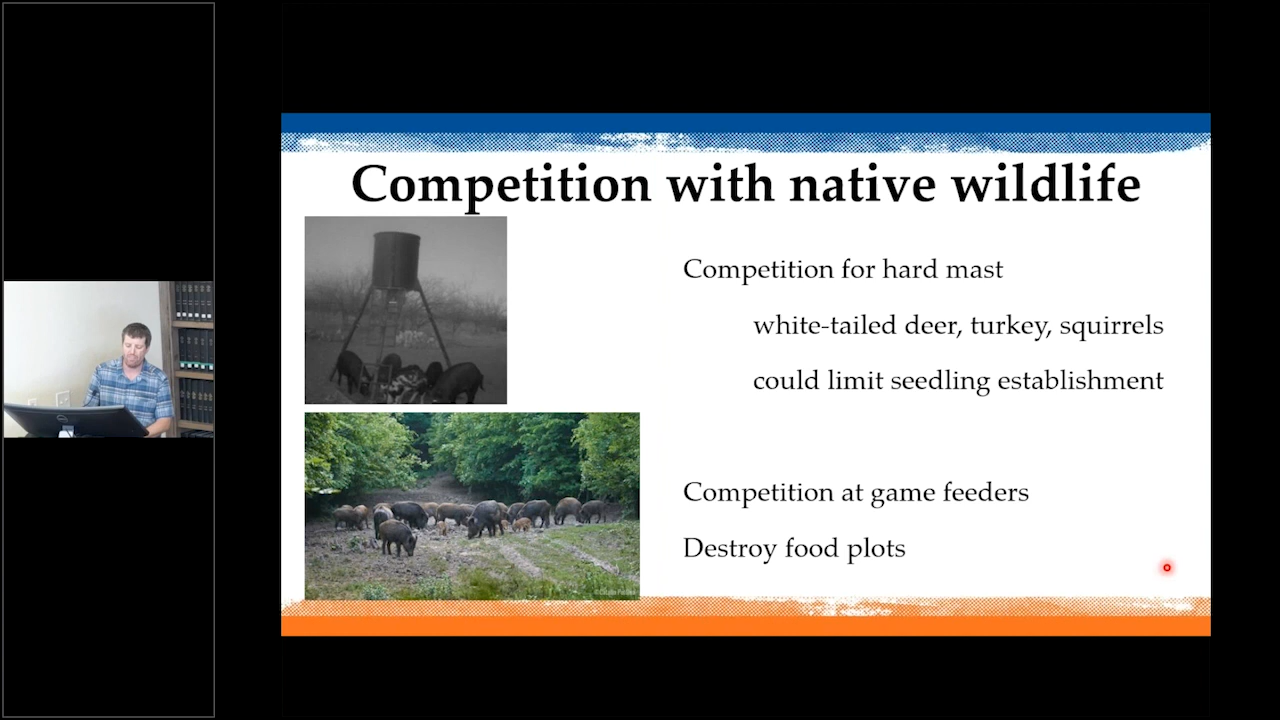 Competition with native wildlife
Competition for hard mast
white-tailed deer, turkey, squirrels
could limit seedling establishment
Competition at game feeders
Destroy food plots